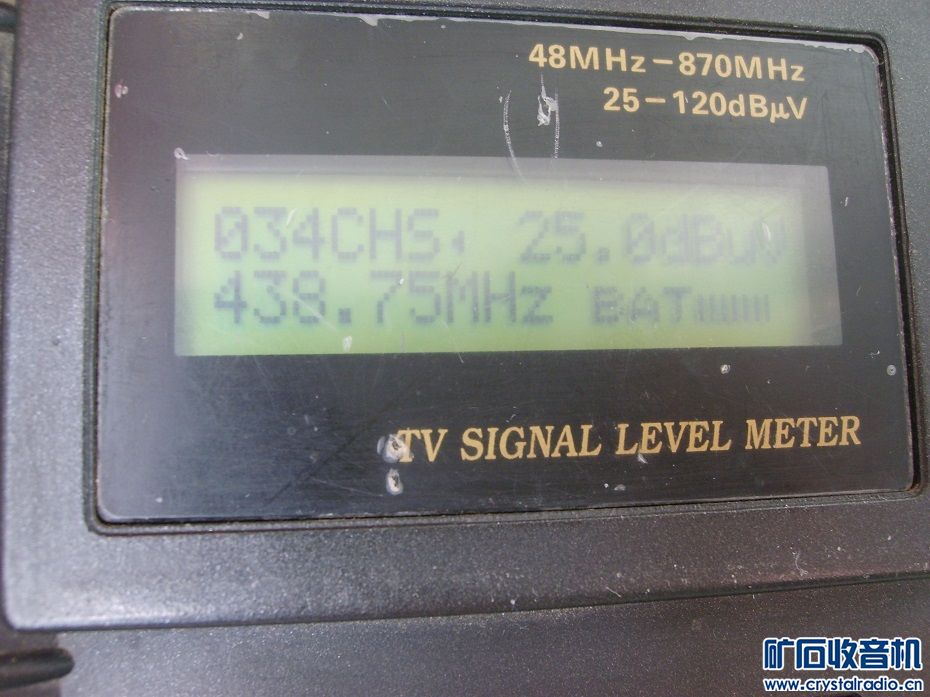 48MHz-870MHz
25-120dBµV
034CHS, 25.0dBuV
438.75MHz BAT
TV SIGNAL LEVEL METER
矿石收音机
www.crystalradio.cn